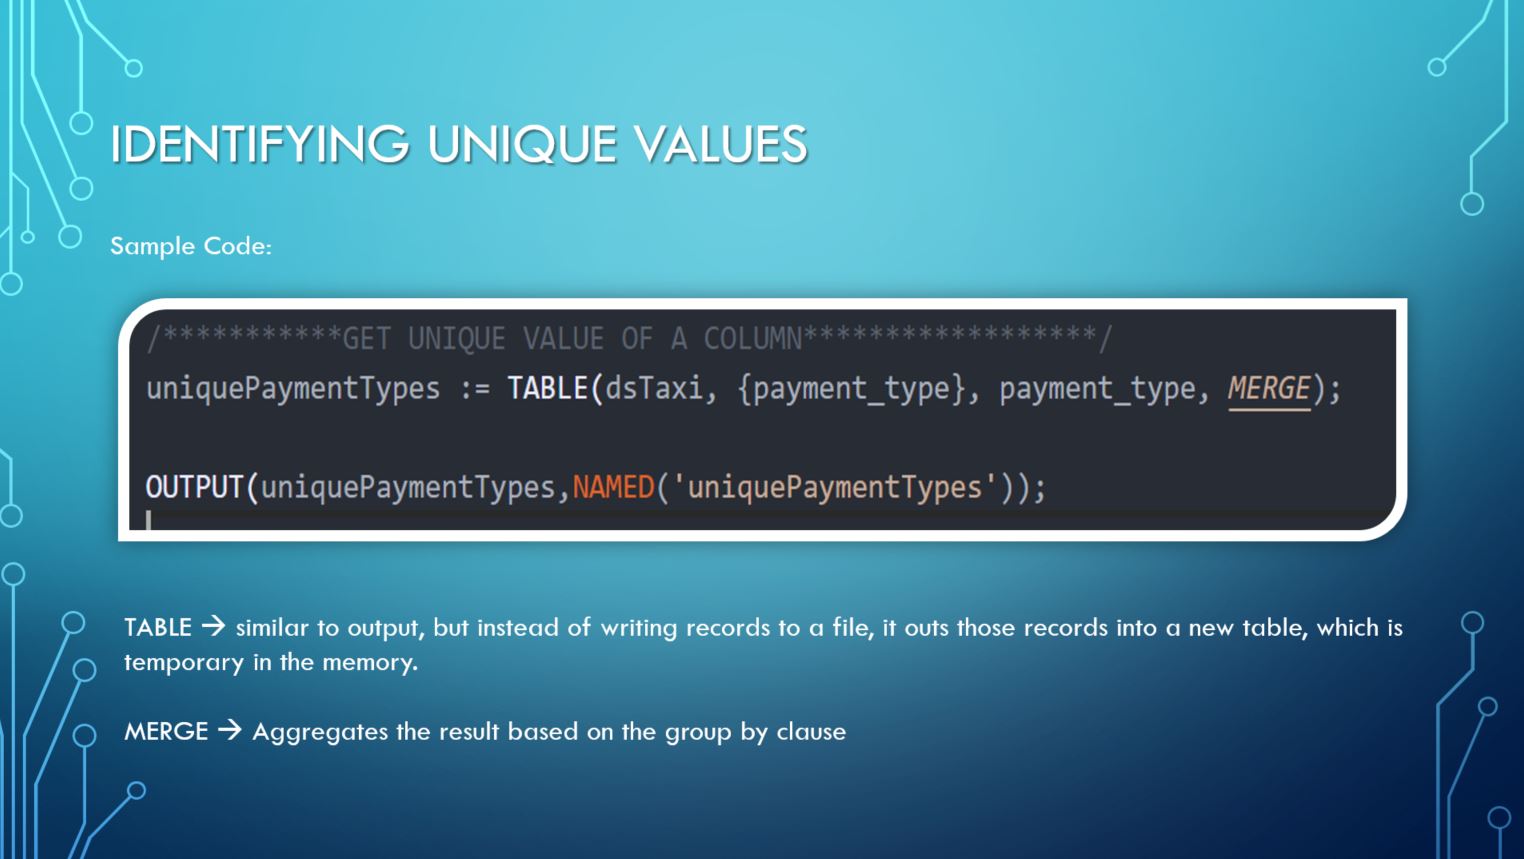 IDENTIFYING UNIQUE VALUES
Sample Code:
/***********GET UNIQUE VALUE OF A COLUMN******************/
uniquePaymentTypes := TABLE(dsTaxi, {payment_type}, payment_type, MERGE);
OUTPUT(uniquePaymentTypes,NAMED('uniquePaymentTypes'));
TABLE → similar to output, but instead of writing records to a file, it outs those records into a new table, which is
temporary in the memory.
MERGE → Aggregates the result based on the group by clause